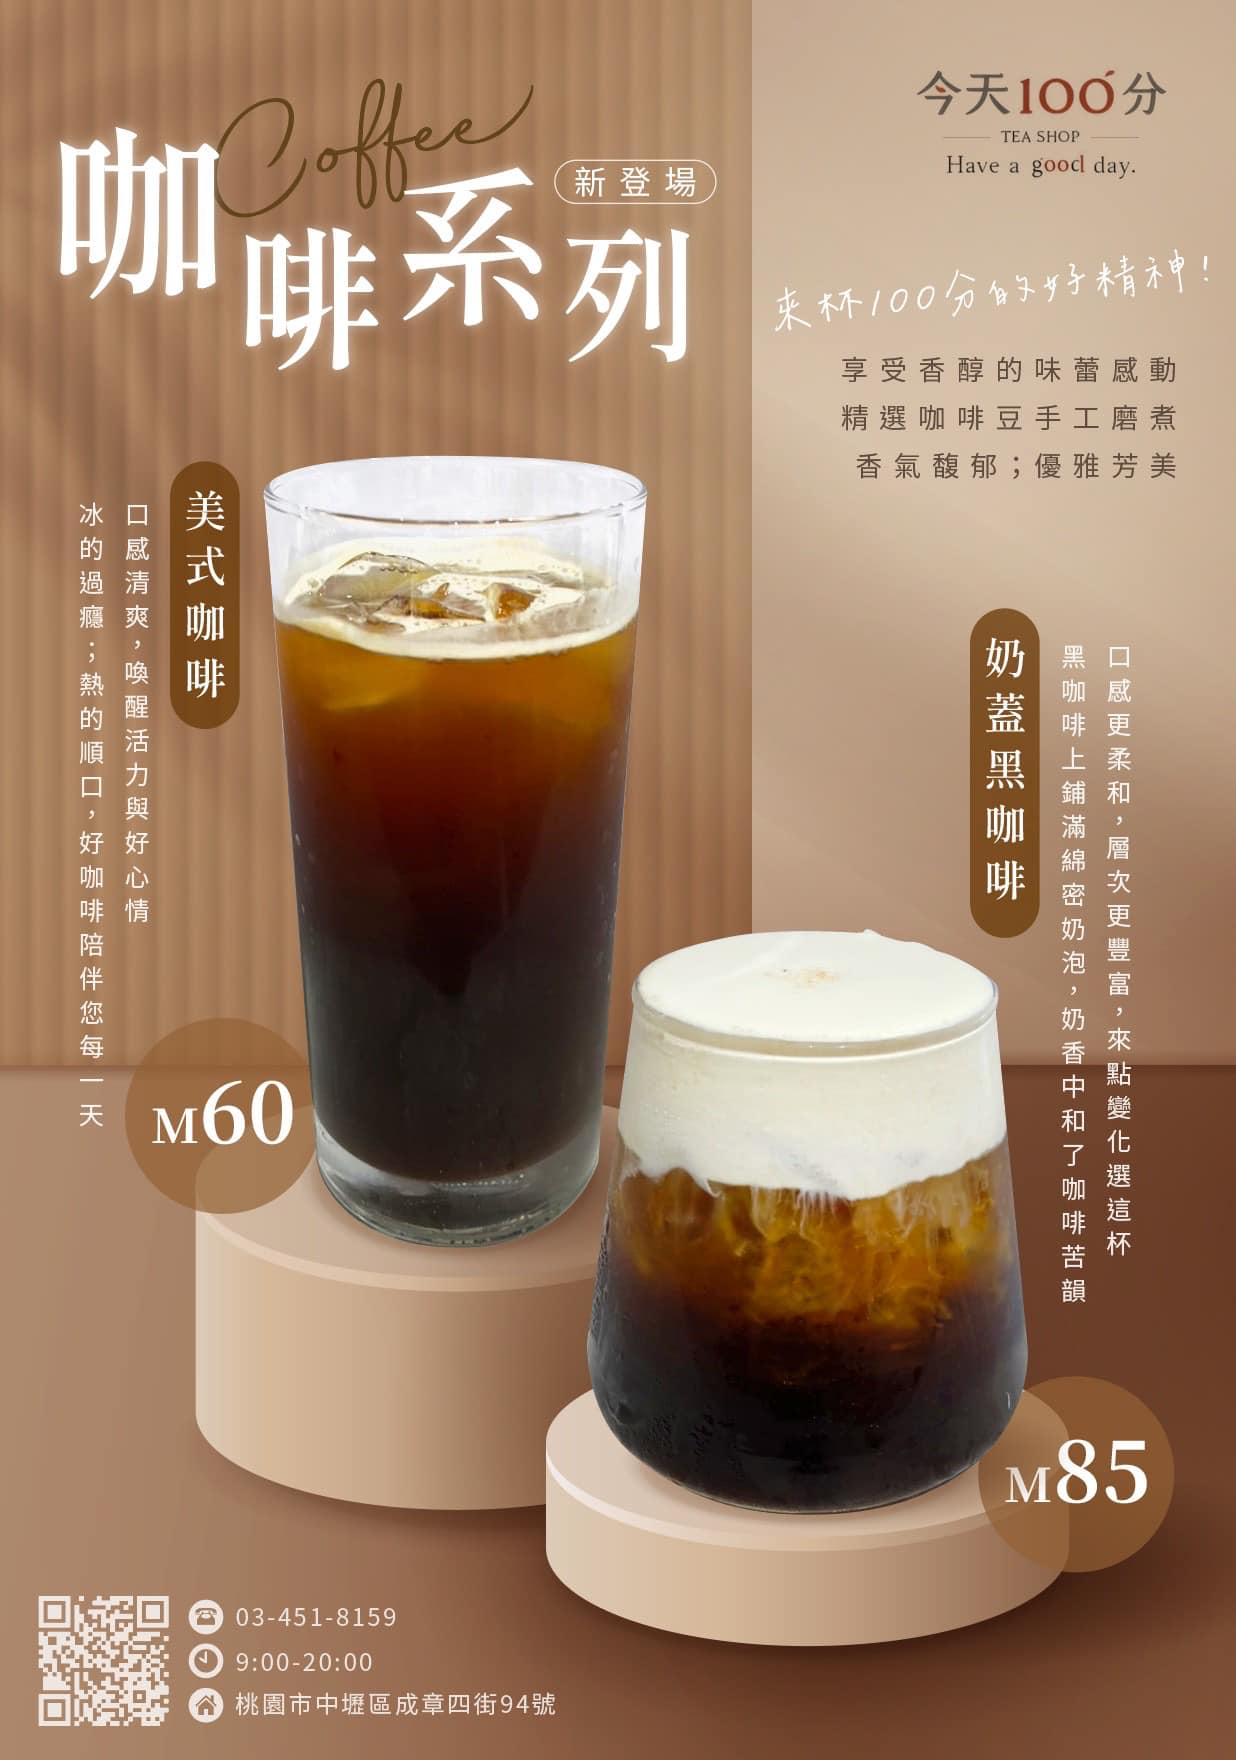 Coffee
咖啡系列
新登場
今天100分
TEA SHOP
Have a good day.
來杯100分的好精神!
享受香醇的味蕾感動
精選咖啡豆手工磨煮
香氣馥郁;優雅芳美
美式咖啡
口感清爽,喚醒活力與好心情
冰的過癮;熱的順口,好咖啡陪伴您每一天
M60
奶蓋黑咖啡
口感更柔和,層次更豐富,來點變化選這杯
黑咖啡上鋪滿綿密奶泡,奶香中和了咖啡苦韻
M85
03-451-8159
9:00-20:00
桃園市中壢區成章四街94號